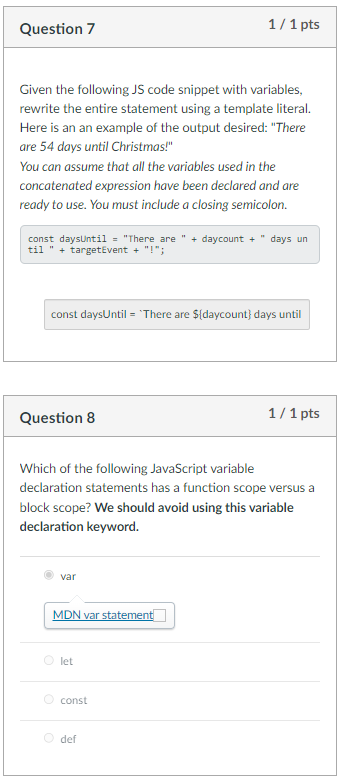 Question 7
1 / 1 pts
Given the following JS code snippet with variables,
rewrite the entire statement using a template literal.
Here is an an example of the output desired: "There
are 54 days until Christmas!"
You can assume that all the variables used in the
concatenated expression have been declared and are
ready to use. You must include a closing semicolon.
const daysUntil = "There are " + daycount + " days un
til " + targetEvent + "!";
const daysUntil = `There are ${daycount} days until
Question 8
1 / 1 pts
Which of the following JavaScript variable
declaration statements has a function scope versus a
block scope? We should avoid using this variable
declaration keyword.
var
MDN var statement
let
const
def